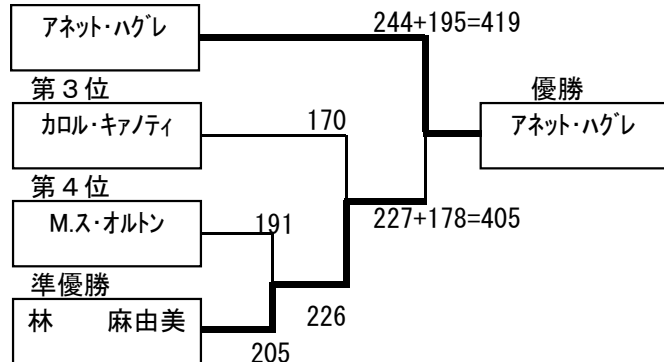 アネット・ハグレ
244+195=419
第３位
優勝
カロル・キァノティ
170
アネット・ハグレ
第４位
M.ス・オルトン
191
227+178=405
準優勝
林　　麻由美
226
205